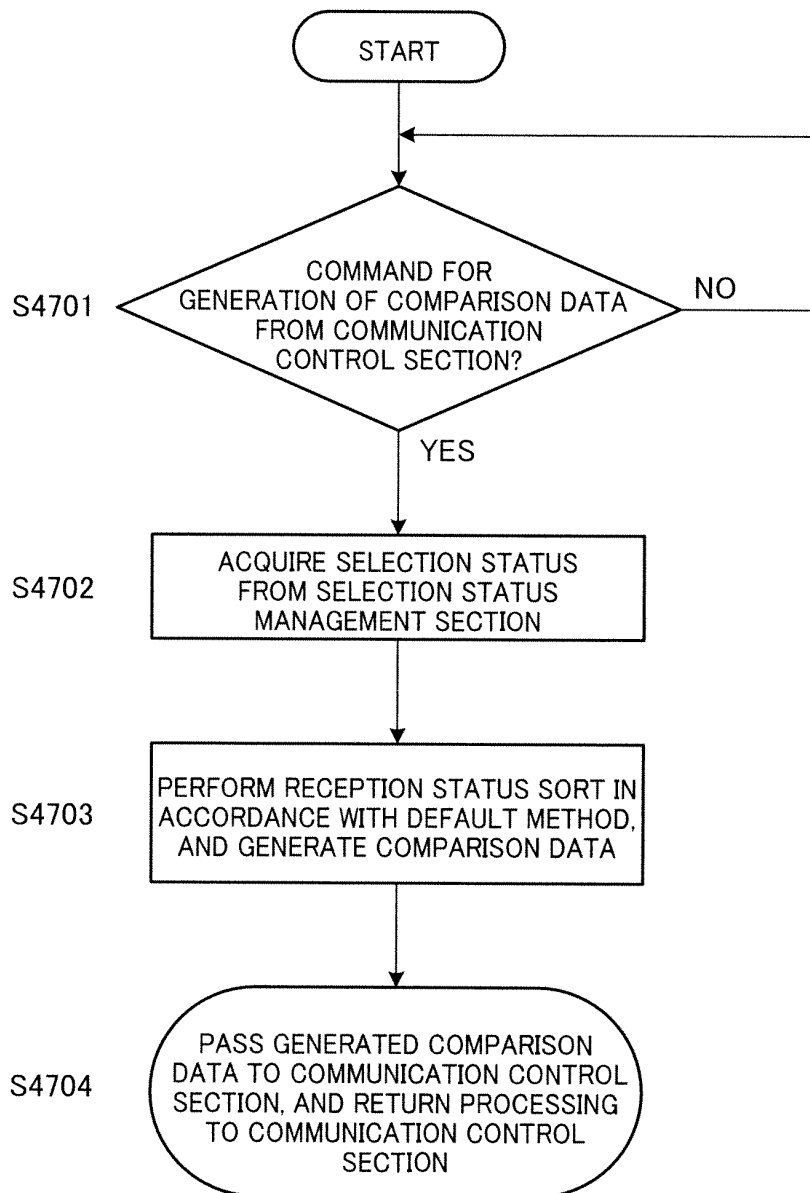 START
COMMAND FOR
GENERATION OF COMPARISON DATA
FROM COMMUNICATION
CONTROL SECTION?
S4701
NO
YES
ACQUIRE SELECTION STATUS
FROM SELECTION STATUS
MANAGEMENT SECTION
S4702
PERFORM RECEPTION STATUS SORT IN
ACCORDANCE WITH DEFAULT METHOD,
AND GENERATE COMPARISON DATA
S4703
PASS GENERATED COMPARISON
DATA TO COMMUNICATION CONTROL
SECTION, AND RETURN PROCESSING
TO COMMUNICATION CONTROL
SECTION
S4704